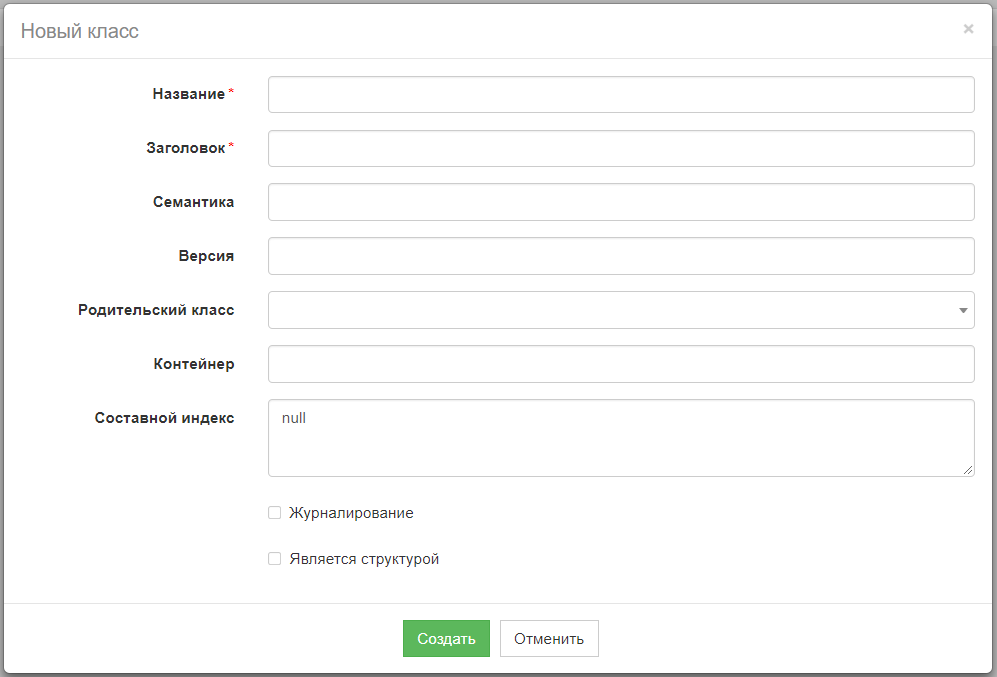 Новый класс ×
Название *
Заголовок *
Семантика
Версия
Родительский класс
Контейнер
Составной индекс null
Журналирование
Является структурой
Создать Отменить